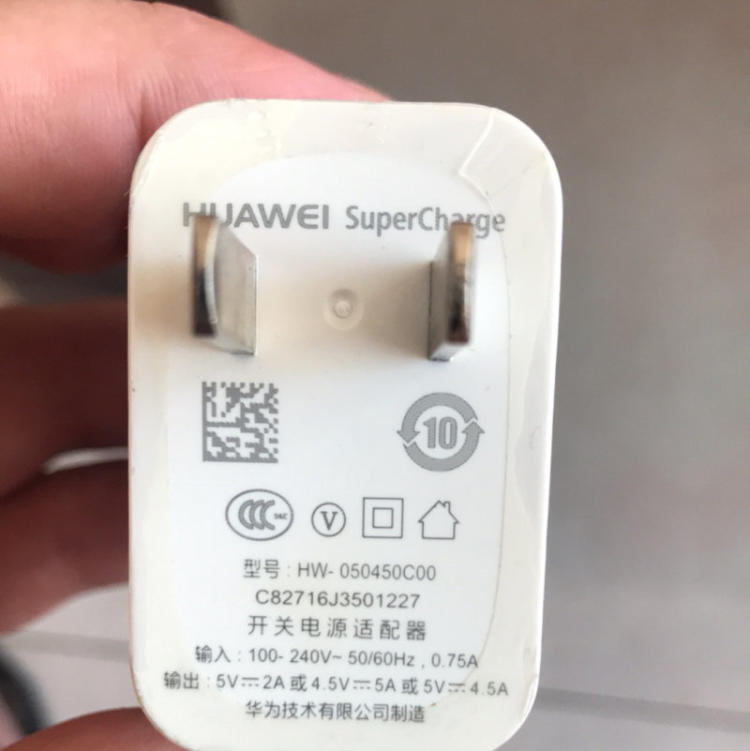 HUAWEI SuperCharge
10
CCC S&E
V
型号 : HW- 050450C00
C82716J3501227
开关电源适配器
输入 : 100- 240V~ 50/60Hz , 0.75A
输出 : 5V⎓2A 或 4.5V⎓5A 或 5V⎓4.5A
华为技术有限公司制造